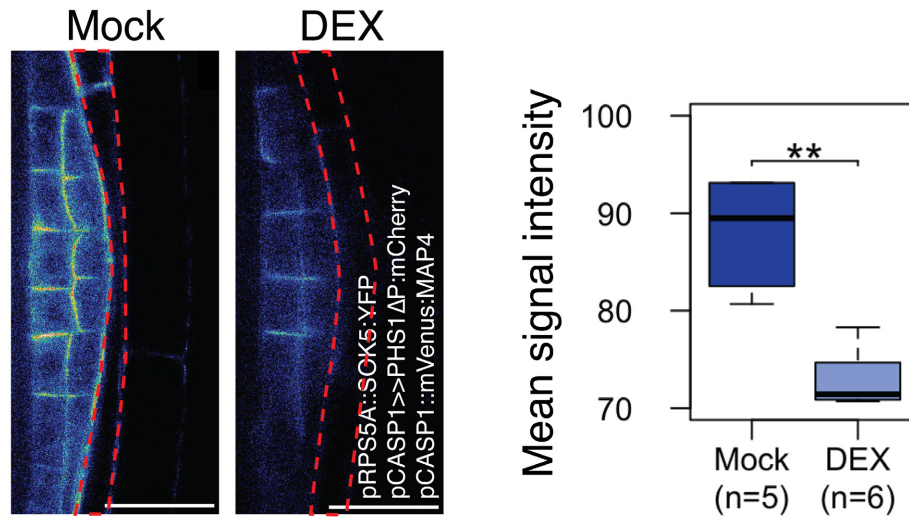 Mock
DEX
pRPS5A::SOK5:YFP
pCASP1>>PHS1ΔP:mCherry
pCASP1::mVenus:MAP4
Mean signal intensity
100
90
80
70
**
Mock
(n=5)
DEX
(n=6)